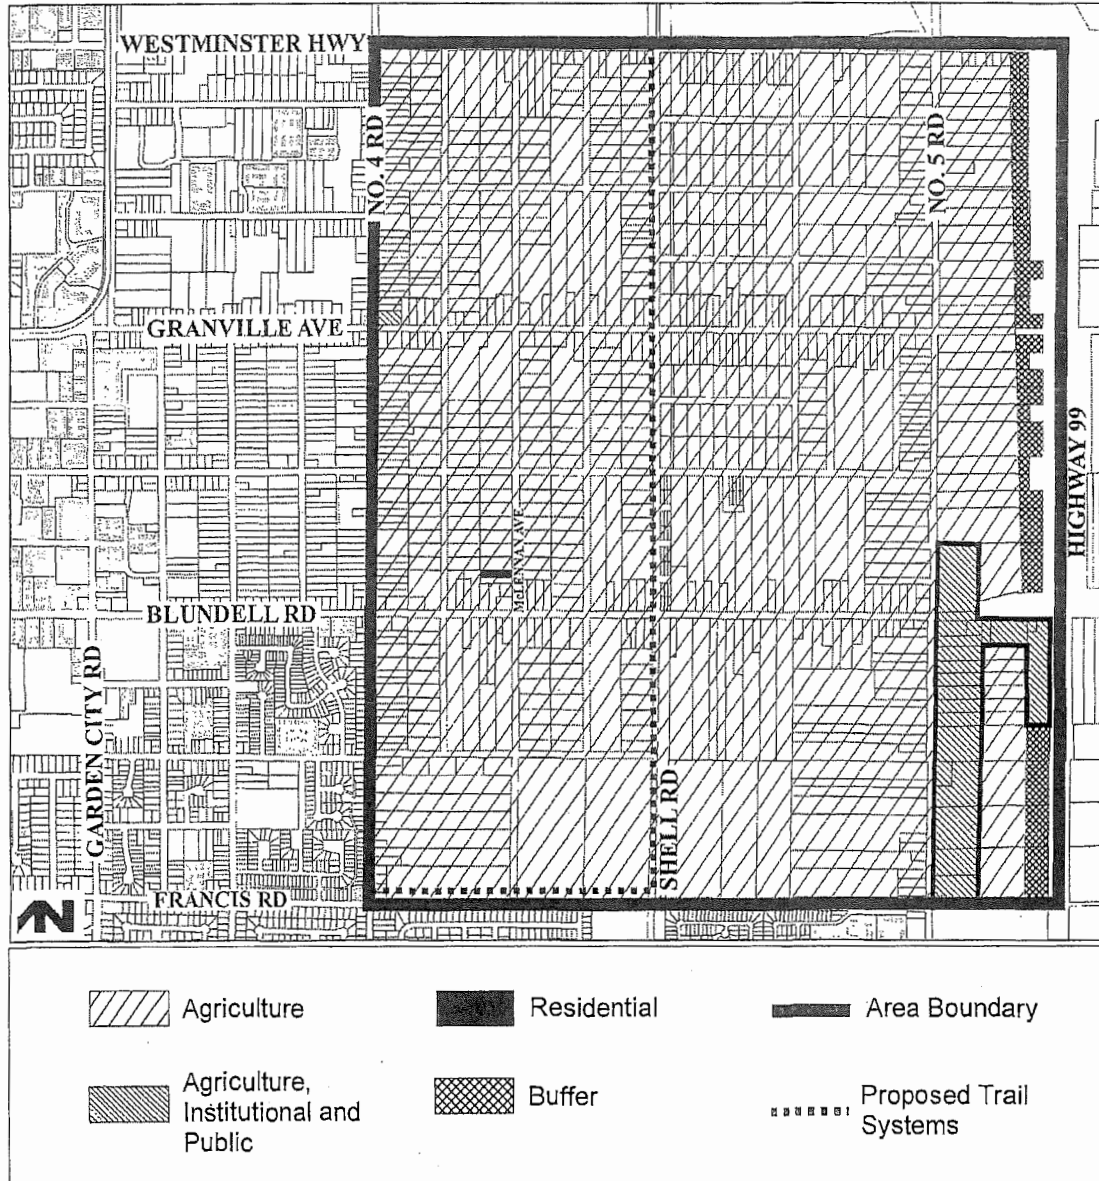 WESTMINSTER HWY
NO. 4 RD
NO. 5 RD
GRANVILLE AVE
HIGHWAY 99
McLENNAN AVE
BLUNDELL RD
GARDEN CITY RD
SHELL RD
FRANCIS RD
N
Agriculture
Residential
Area Boundary
Agriculture,
Institutional and
Public
Buffer
Proposed Trail
Systems